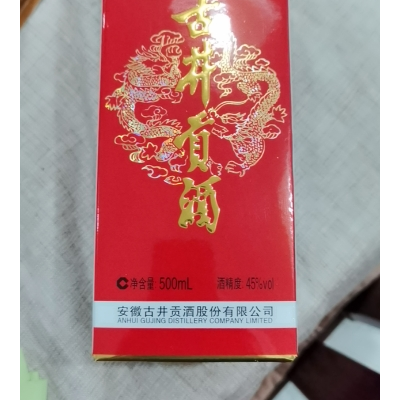 古井贡酒
净含量: 500mL 酒精度: 45%vol
安徽古井贡酒股份有限公司
ANHUI GUJING DISTILLERY COMPANY LIMITED